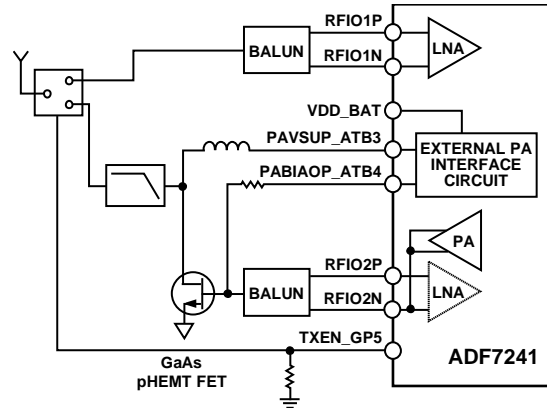 RFIO1P
BALUN
RFIO1N
LNA
VDD_BAT
PAVSUP_ATB3
EXTERNAL PA
INTERFACE
CIRCUIT
PABIAOP_ATB4
PA
RFIO2P
BALUN
RFIO2N
LNA
TXEN_GP5
GaAs
pHEMT FET
ADF7241